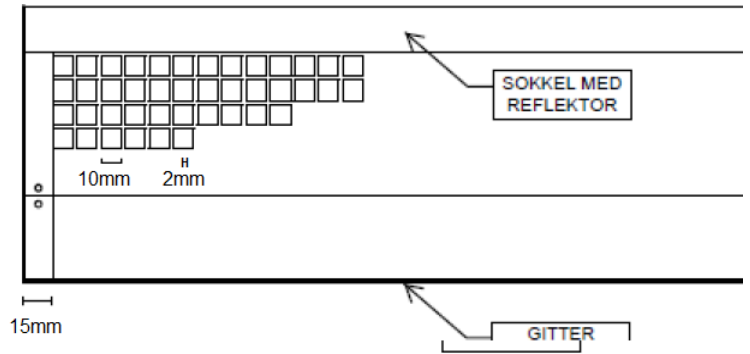 SOKKEL MED
REFLEKTOR
10mm
2mm
15mm
GITTER